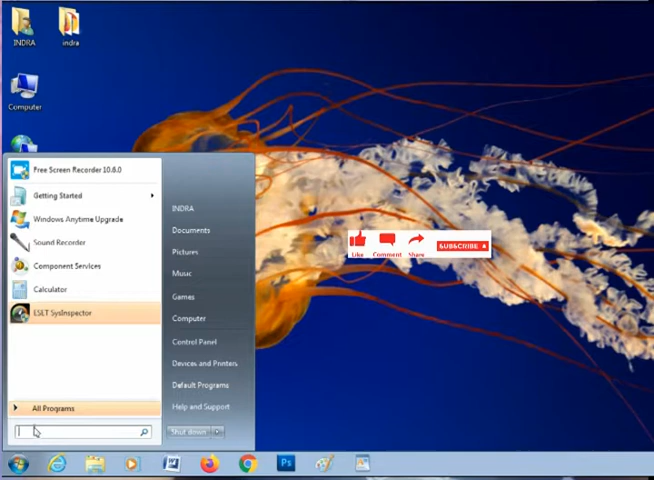 INDRA
indra
Computer
Free Screen Recorder 10.8.0
Getting Started
Windows Anytime Upgrade
Sound Recorder
Component Services
Calculator
ESET SysInspector
All Programs
INDRA
Documents
Pictures
Music
Games
Computer
Control Panel
Devices and Printers
Default Programs
Help and Support
Shut down
Like Comment Share
SUBSCRIBE
W
Ps